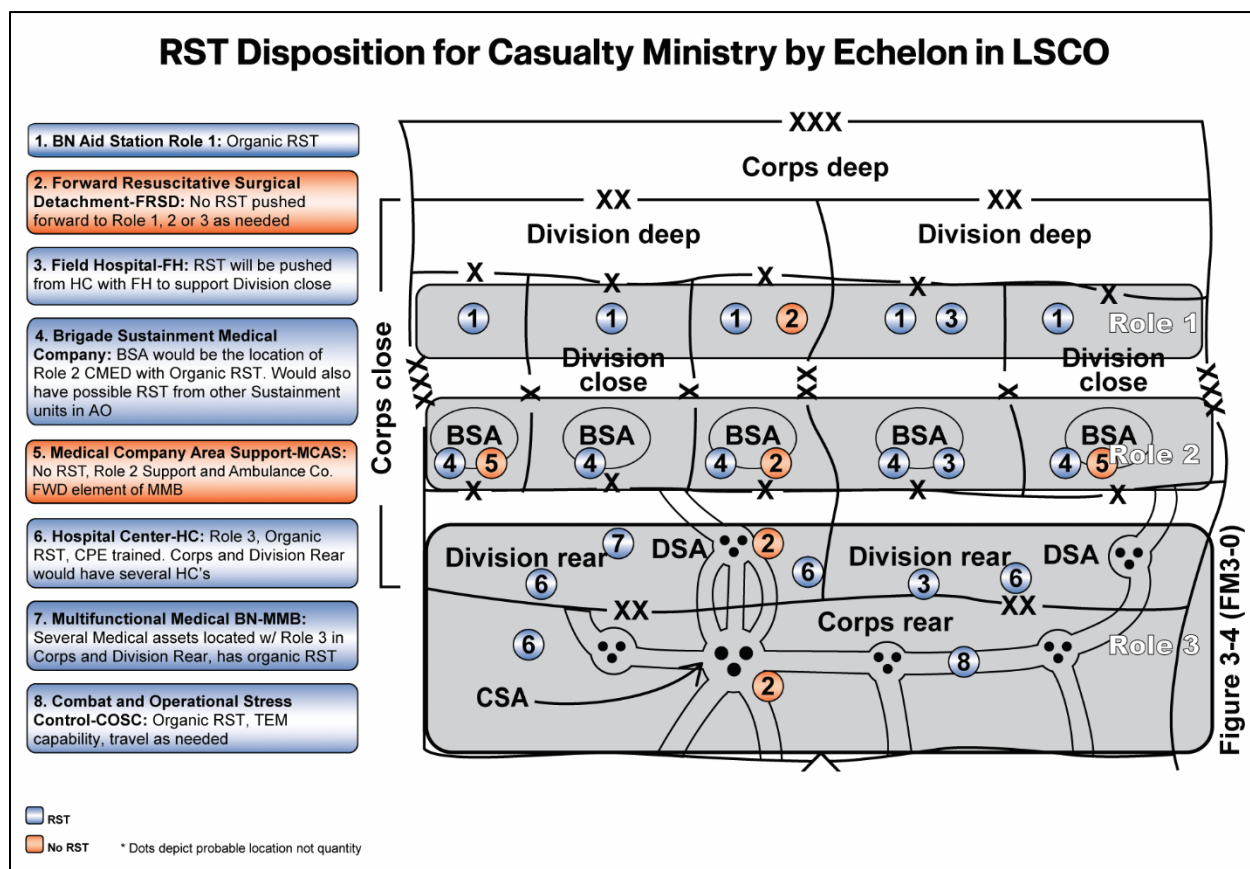 RST Disposition for Casualty Ministry by Echelon in LSCO
1. BN Aid Station Role 1: Organic RST
2. Forward Resuscitative Surgical
Detachment-FRSD: No RST pushed
forward to Role 1, 2 or 3 as needed
3. Field Hospital-FH: RST will be pushed
from HC with FH to support Division close
4. Brigade Sustainment Medical
Company: BSA would be the location of
Role 2 CMED with Organic RST. Would also
have possible RST from other Sustainment
units in AO
5. Medical Company Area Support-MCAS:
No RST, Role 2 Support and Ambulance Co.
FWD element of MMB
6. Hospital Center-HC: Role 3, Organic
RST, CPE trained. Corps and Division Rear
would have several HC's
7. Multifunctional Medical BN-MMB:
Several Medical assets located w/ Role 3 in
Corps and Division Rear, has organic RST
8. Combat and Operational Stress
Control-COSC: Organic RST, TEM
capability, travel as needed
RST
No RST
* Dots depict probable location not quantity
XXX
Corps deep
XX XX
Division deep Division deep
X X X X X
1 1 1 2 1 3 1 Role 1
Corps close
Division
close
Division
close
XXX X X XX X XXX
BSA BSA BSA BSA BSA
4 5 4 4 2 4 3 4 5 Role 2
X X X X X
Division rear 7 DSA 2 Division rear DSA
6 6 3 6
XX XX
Corps rear
6 8 Role 3
CSA 2
Figure 3-4 (FM3-0)